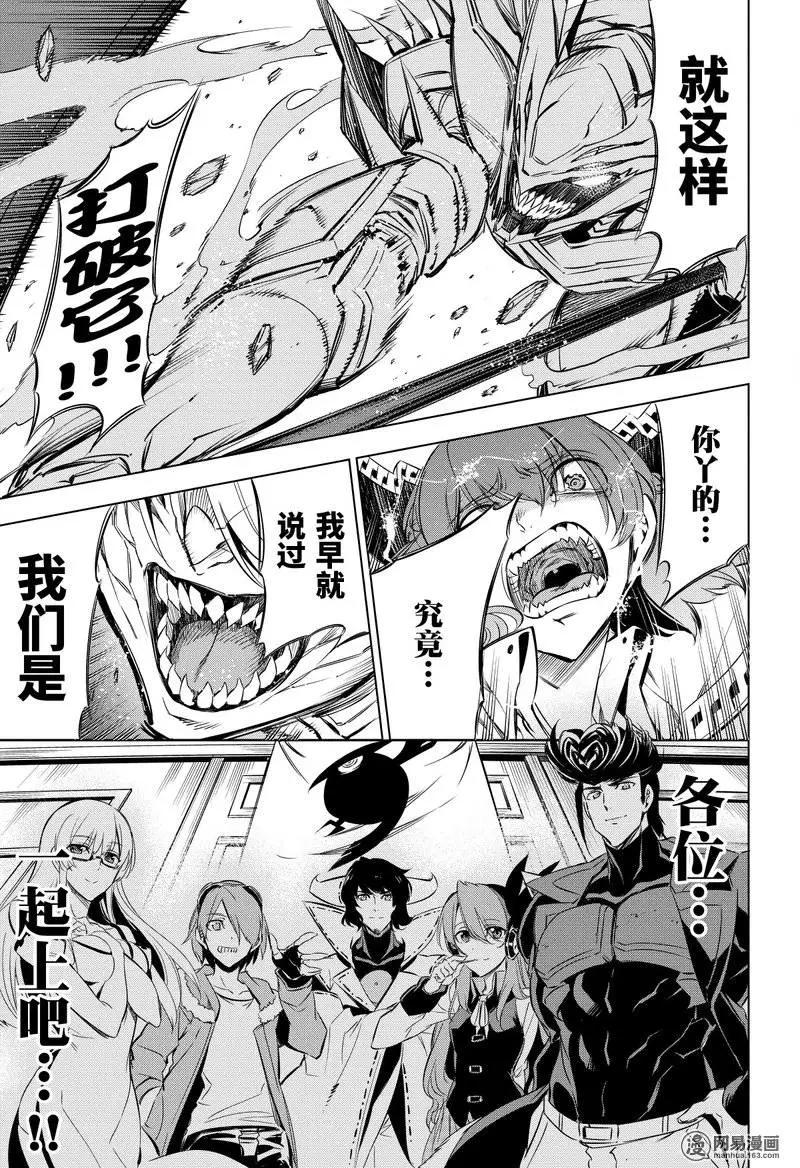 就这样
打破它!!!
你丫的…
究竟…
我早就
说过
我们是
各位…
一起上吧…!!
网易漫画
manhua.163.com